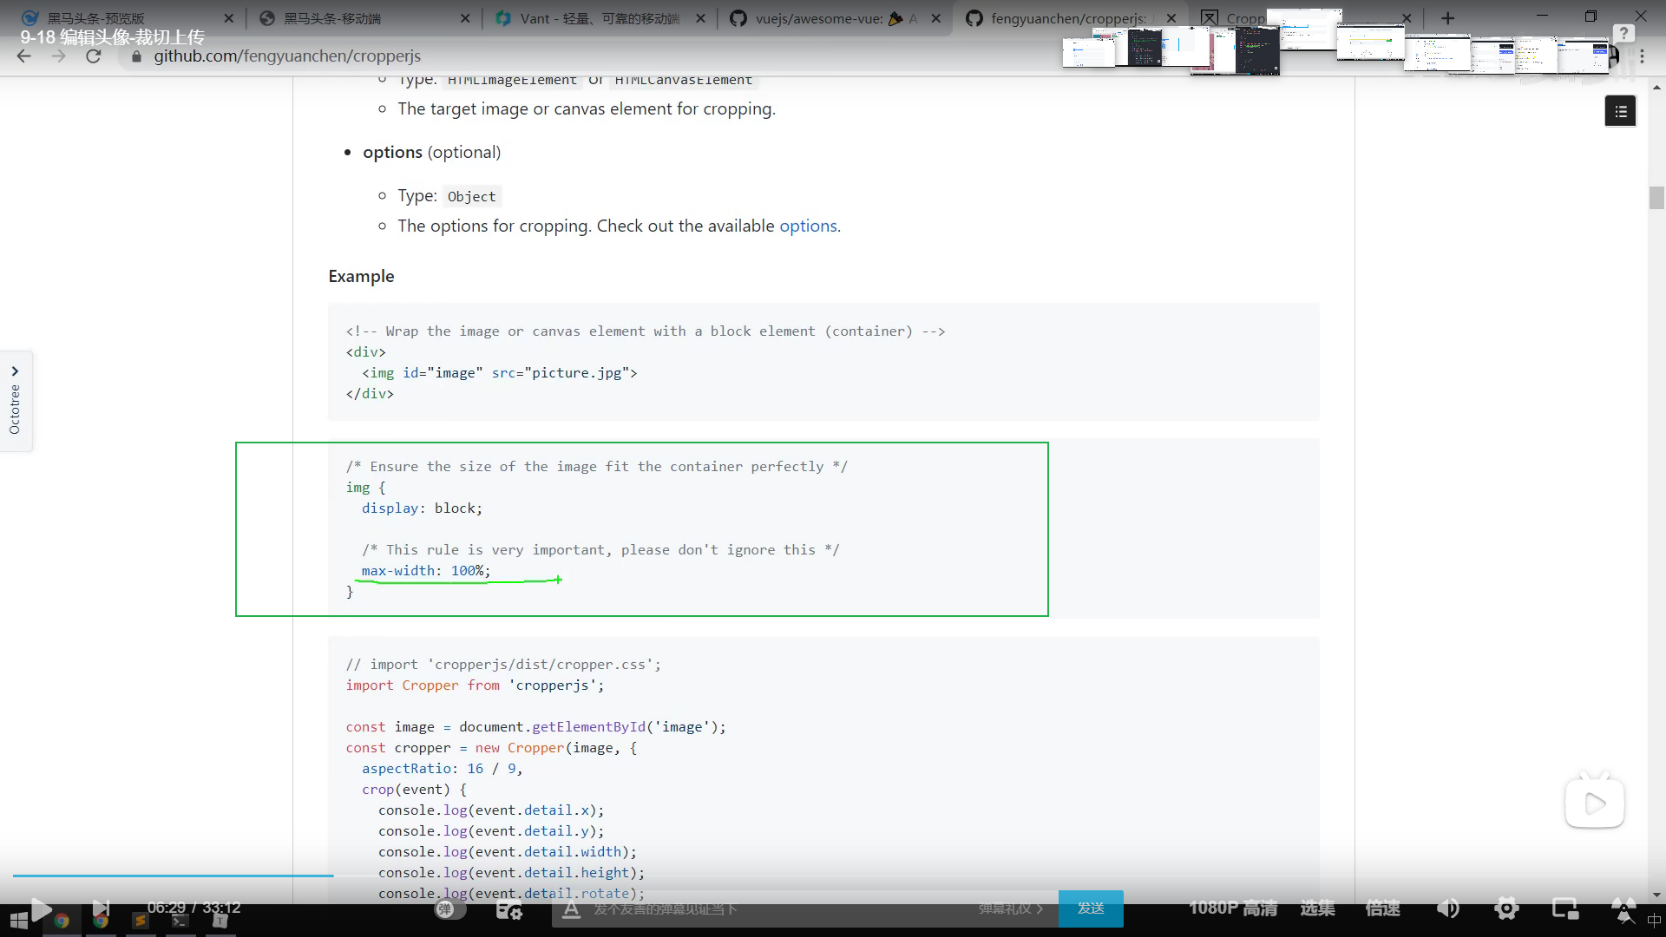 黑马头条-预览版
黑马头条-移动端
Vant - 轻量、可靠的移动端
vuejs/awesome-vue: 🎉 A
fengyuanchen/cropperjs: J
Cropp
9-18 编辑头像-裁切上传
github.com/fengyuanchen/cropperjs
Type: HTMLImageElement or HTMLCanvasElement
The target image or canvas element for cropping.
options (optional)
Type: Object
The options for cropping. Check out the available options.
Example
<!-- Wrap the image or canvas element with a block element (container) -->
<div>
<img id="image" src="picture.jpg">
</div>
Octotree
/* Ensure the size of the image fit the container perfectly */
img {
display: block;
/* This rule is very important, please don't ignore this */
max-width: 100%;
}
// import 'cropperjs/dist/cropper.css';
import Cropper from 'cropperjs';
const image = document.getElementById('image');
const cropper = new Cropper(image, {
aspectRatio: 16 / 9,
crop(event) {
console.log(event.detail.x);
console.log(event.detail.y);
console.log(event.detail.width);
console.log(event.detail.height);
console.log(event.detail.rotate);
06:29 / 33:12
弹
发个友善的弹幕见证当下
弹幕礼仪 >
发送
1080P 高清
选集
倍速
中